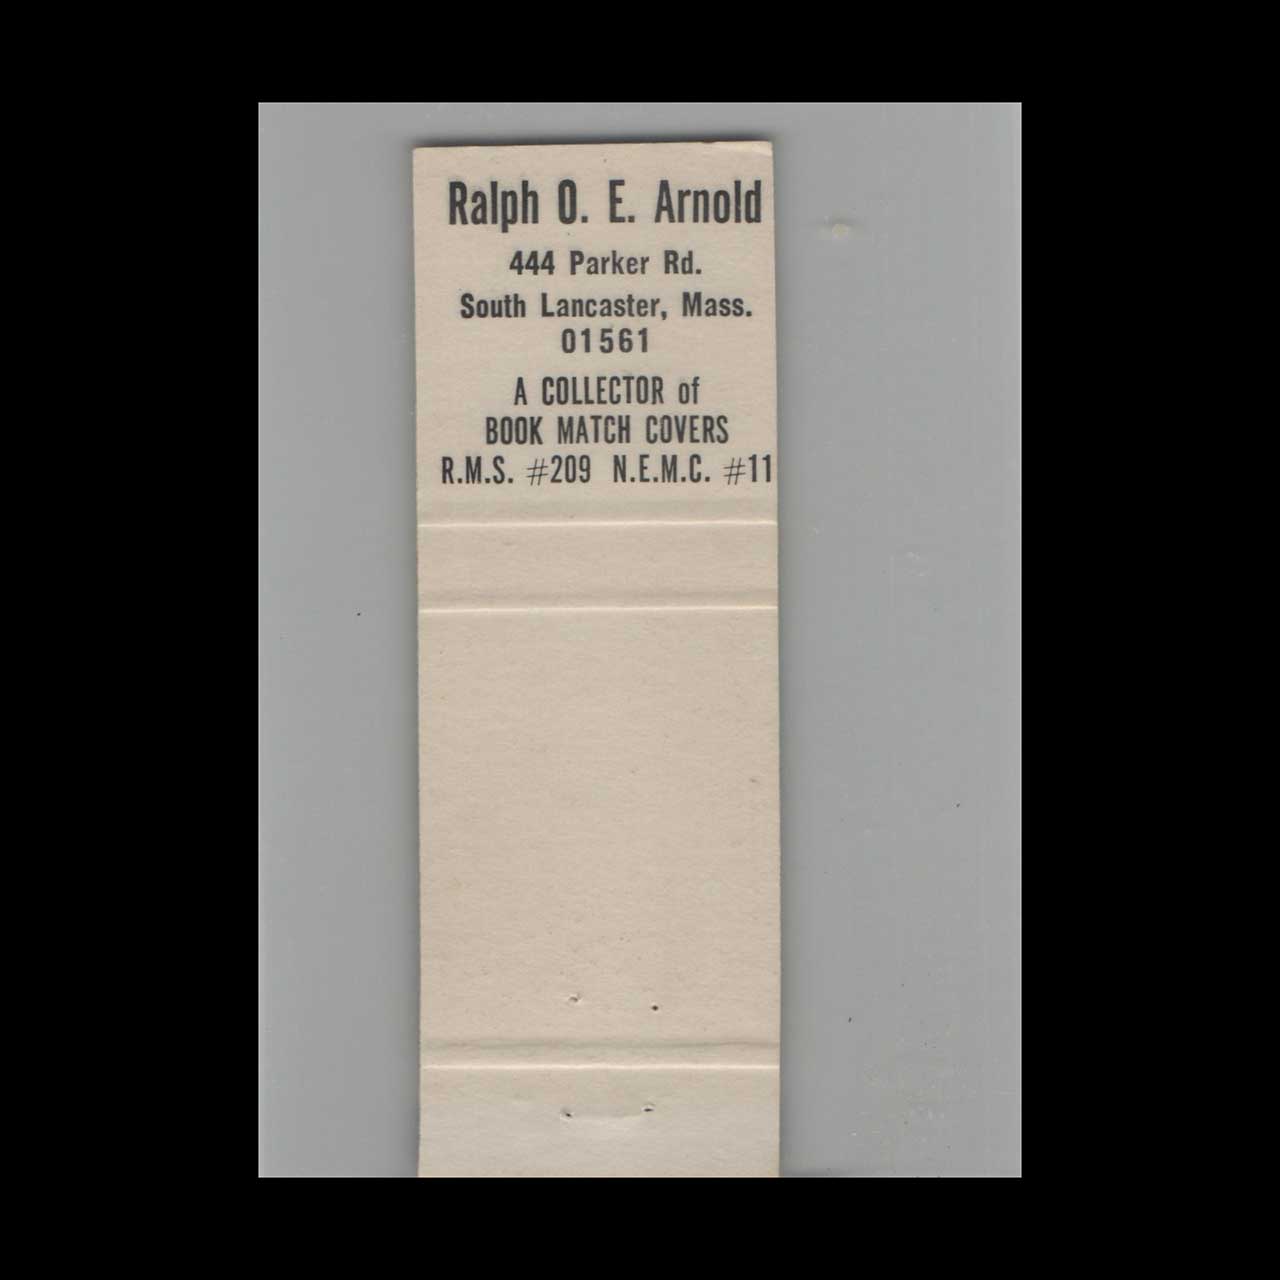 Ralph O. E. Arnold
444 Parker Rd.
South Lancaster, Mass.
01561
A COLLECTOR of
BOOK MATCH COVERS
R.M.S. #209 N.E.M.C. #11